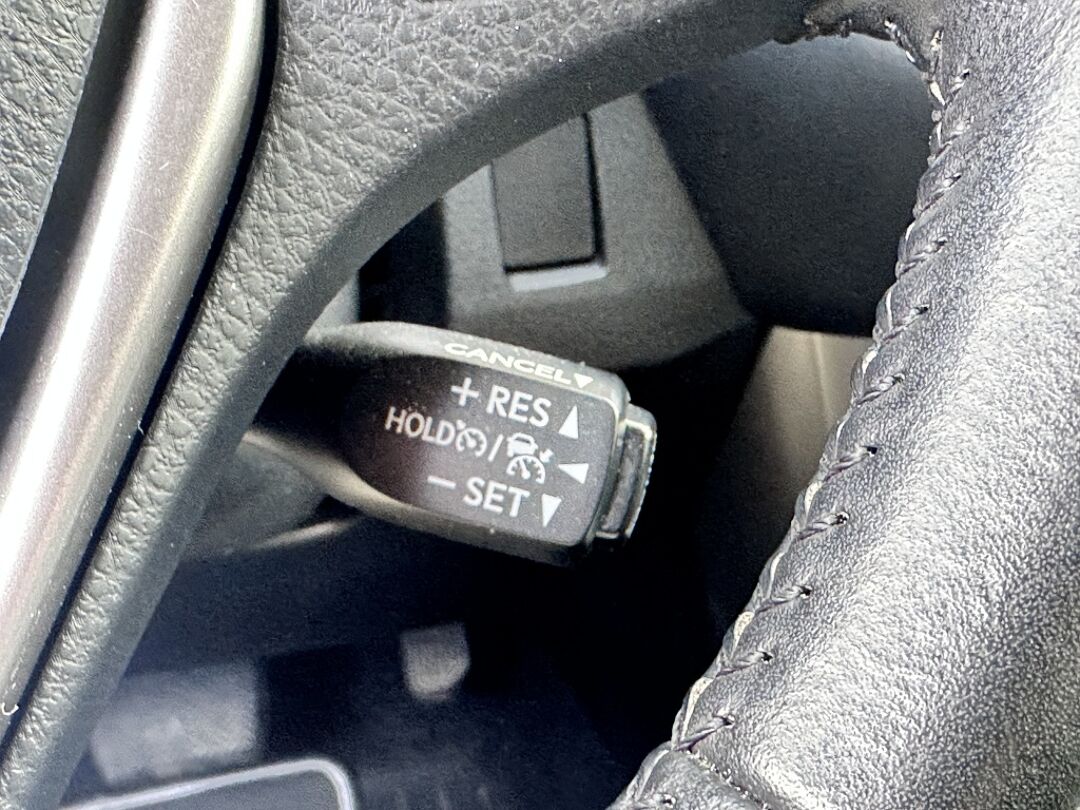 CANCEL▼
+ RES ▲
HOLD / ◀
− SET ▼